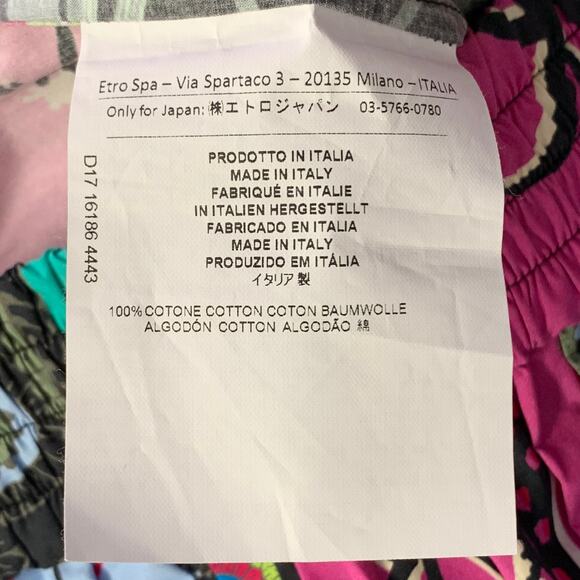 Etro Spa – Via Spartaco 3 – 20135 Milano – ITALIA
Only for Japan: ㈱エトロジャパン 03-5766-0780
PRODOTTO IN ITALIA
MADE IN ITALY
FABRIQUÉ EN ITALIE
IN ITALIEN HERGESTELLT
FABRICADO EN ITALIA
MADE IN ITALY
PRODUZIDO EM ITÁLIA
イタリア製
100% COTONE COTTON COTON BAUMWOLLE
ALGODÓN COTTON ALGODÃO 綿
D17 16186 4443